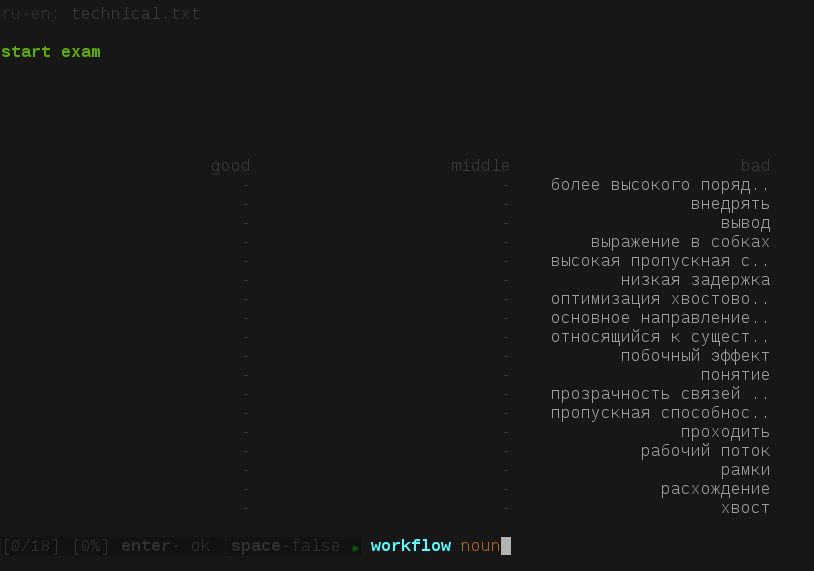 ru-en: technical.txt
start exam
good middle bad
- - более высокого поряд..
- - внедрять
- - вывод
- - выражение в собках
- - высокая пропускная с..
- - низкая задержка
- - оптимизация хвостово..
- - основное направление..
- - относящийся к сущест..
- - побочный эффект
- - понятие
- - прозрачность связей ..
- - пропускная способнос..
- - проходить
- - рабочий поток
- - рамки
- - расхождение
- - хвост
[0/18] [0%] enter- ok |space-false ▶ workflow noun